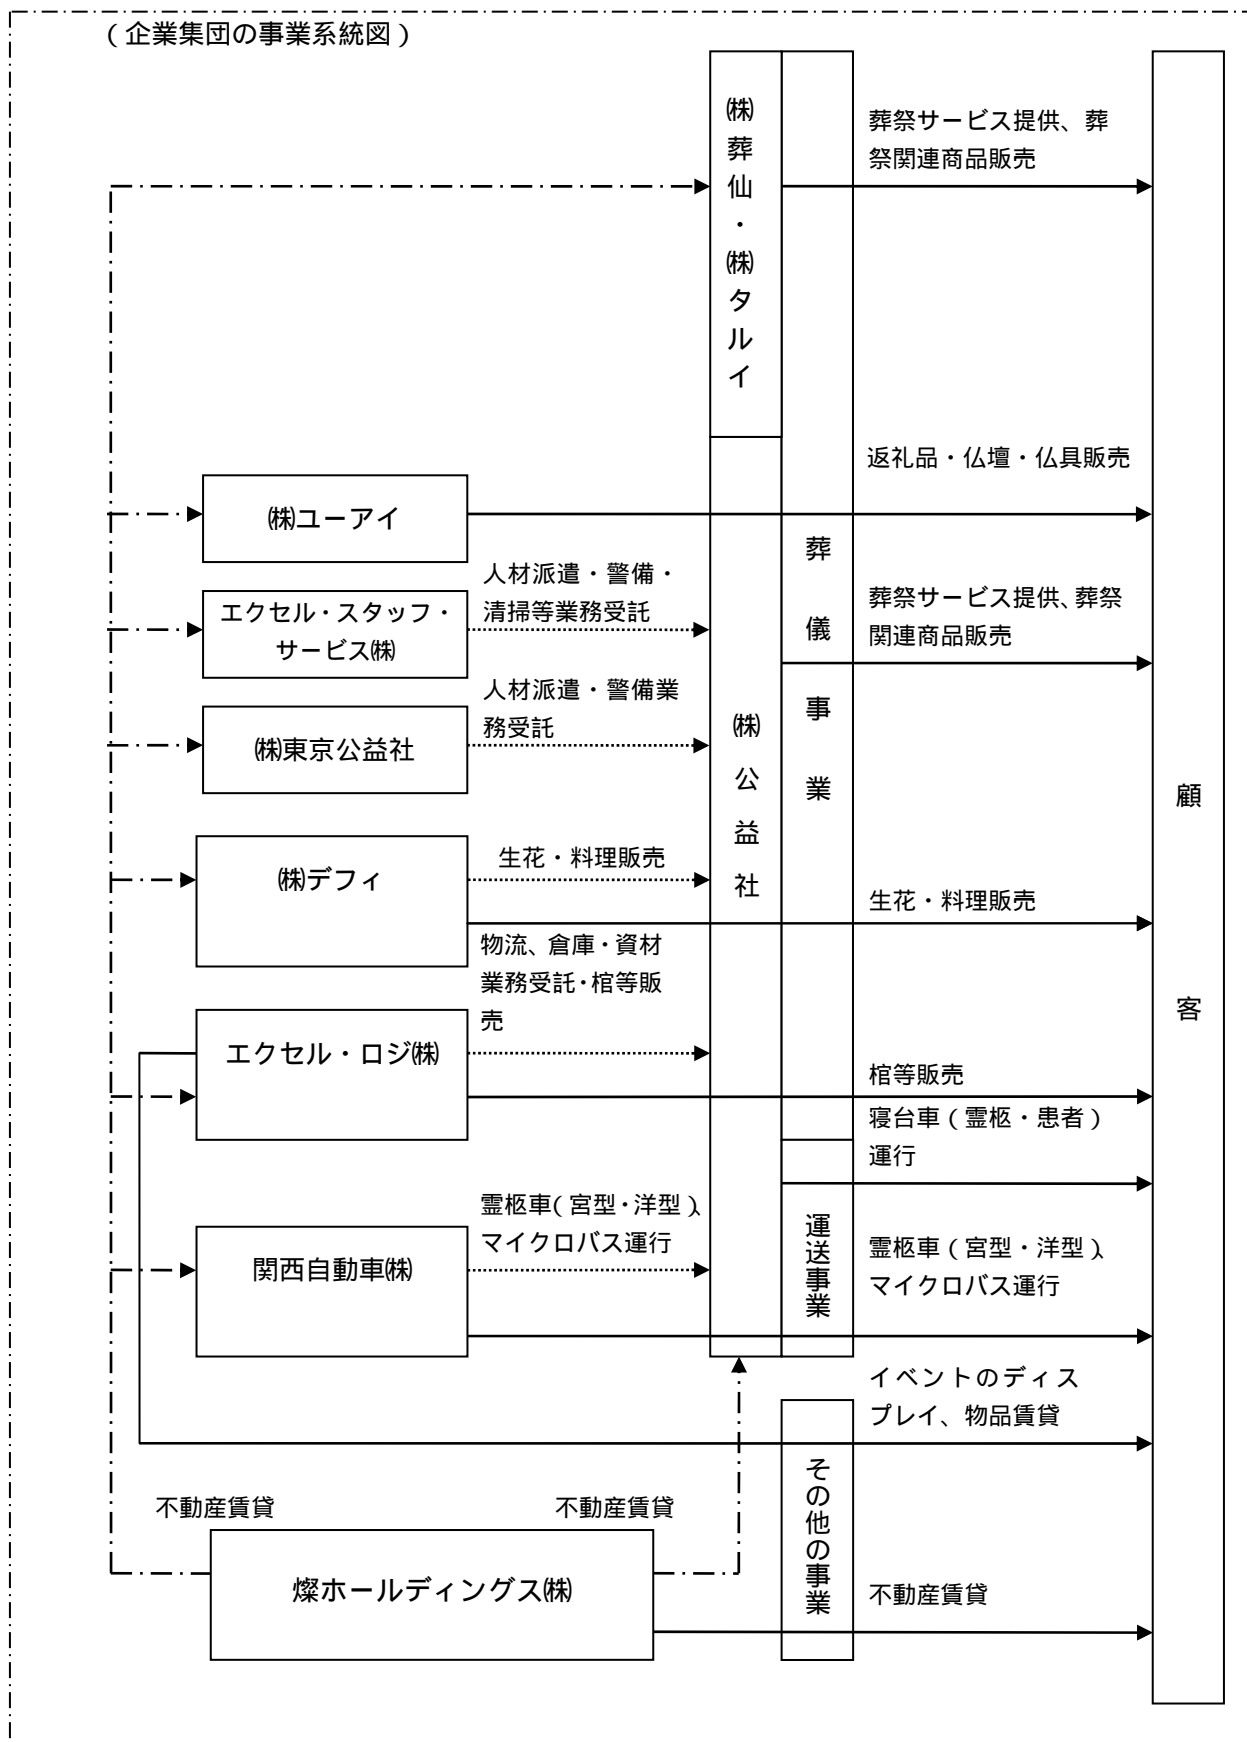 （企業集団の事業系統図）
㈱葬仙・㈱タルイ
葬祭サービス提供、葬
祭関連商品販売
返礼品・仏壇・仏具販売
㈱ユーアイ
葬儀事業
人材派遣・警備・
清掃等業務受託
エクセル・スタッフ・
サービス㈱
葬祭サービス提供、葬祭
関連商品販売
人材派遣・警備業
務受託
㈱東京公益社
㈱公益社
顧客
㈱デフィ
生花・料理販売
生花・料理販売
物流、倉庫・資材
業務受託・棺等販
売
エクセル・ロジ㈱
棺等販売
寝台車（霊柩・患者）
運行
霊柩車（宮型・洋型）、
マイクロバス運行
関西自動車㈱
運送事業
霊柩車（宮型・洋型）、
マイクロバス運行
イベントのディス
プレイ、物品賃貸
その他の事業
不動産賃貸
不動産賃貸
燦ホールディングス㈱
不動産賃貸